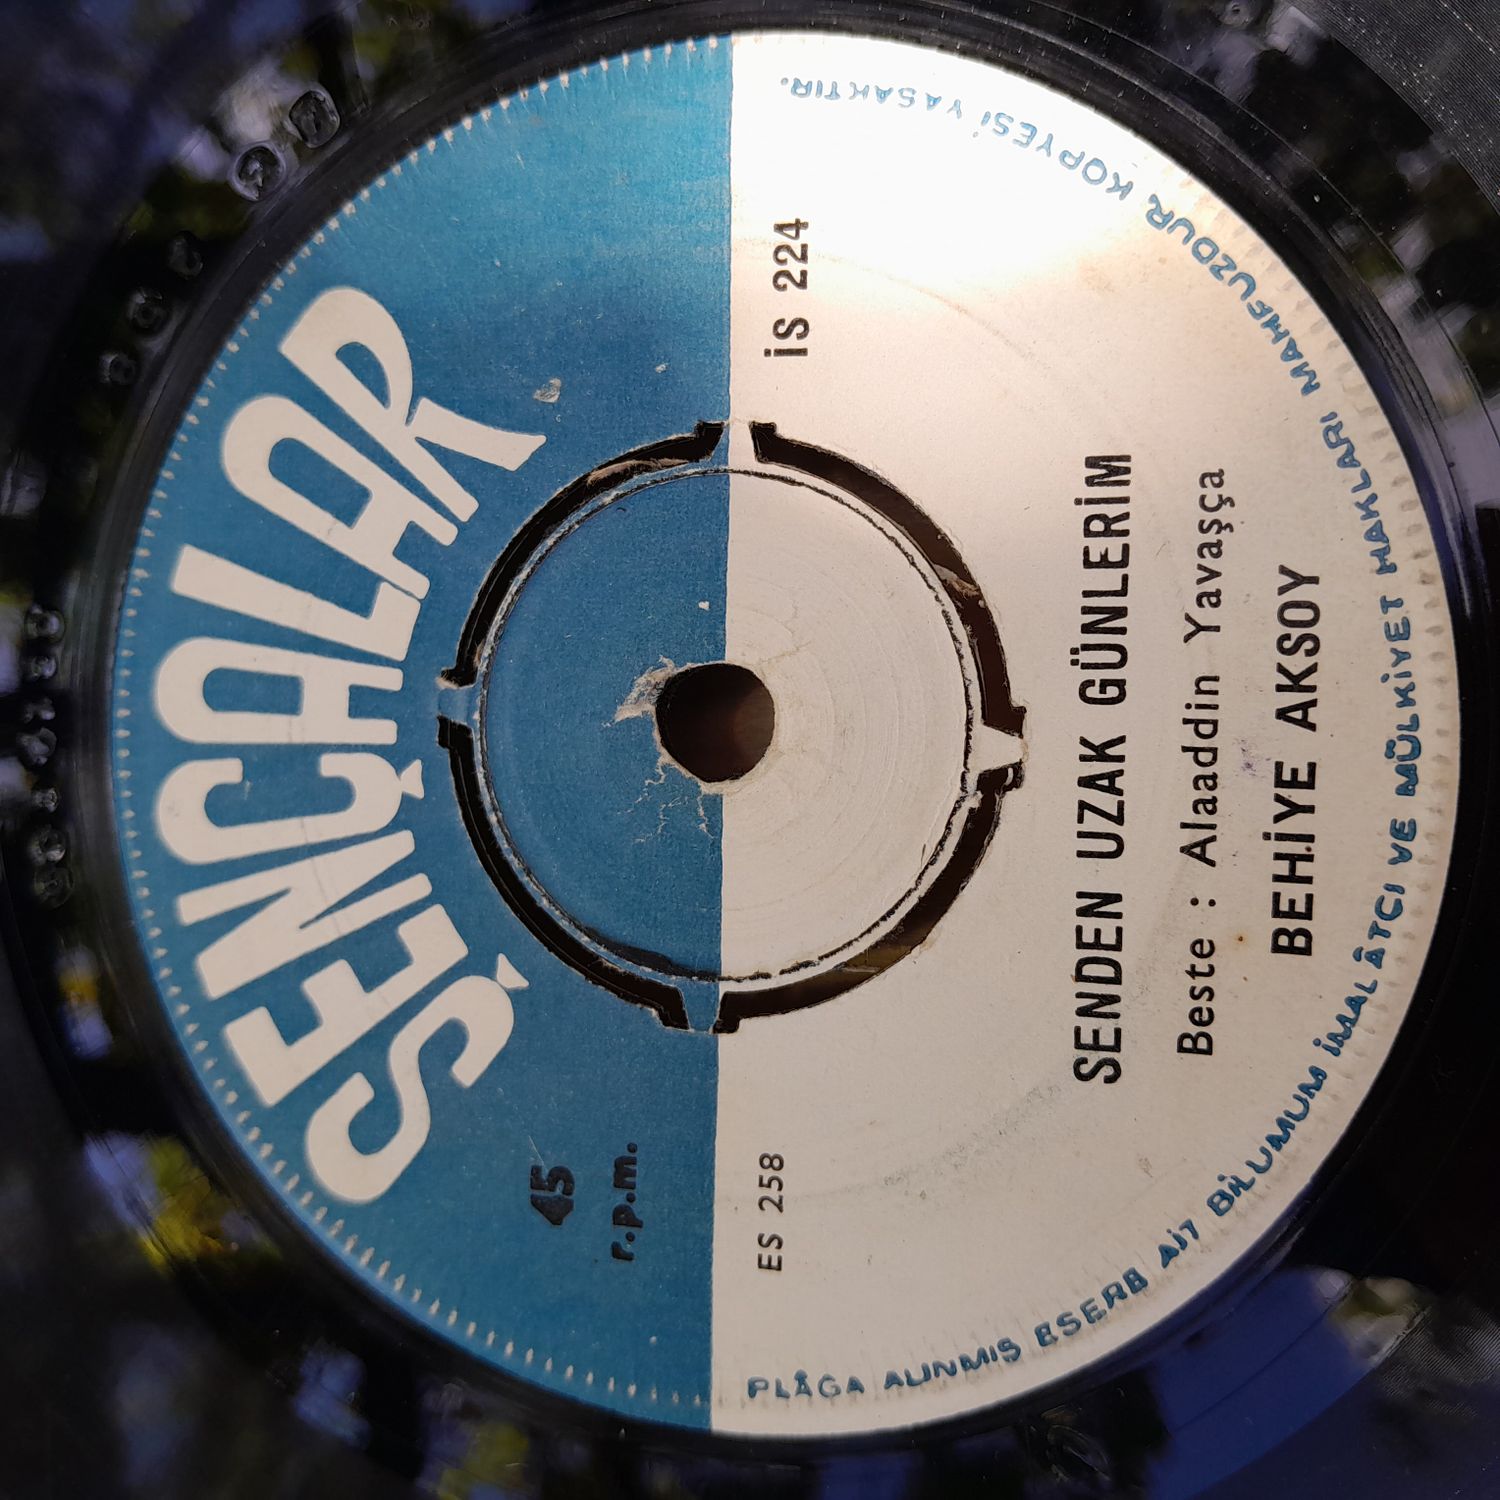 ŞENÇALAR
45
r.p.m.
ES 258
İS 224
SENDEN UZAK GÜNLERİM
Beste : Alaaddin Yavaşça
BEHİYE AKSOY
PLÂGA ALINMIŞ ESERE AİT BİLUMUM İMALÂTCI VE MÜLKİYET HAKLARI MAHFUZDUR. KOPYESİ YASAKTIR.